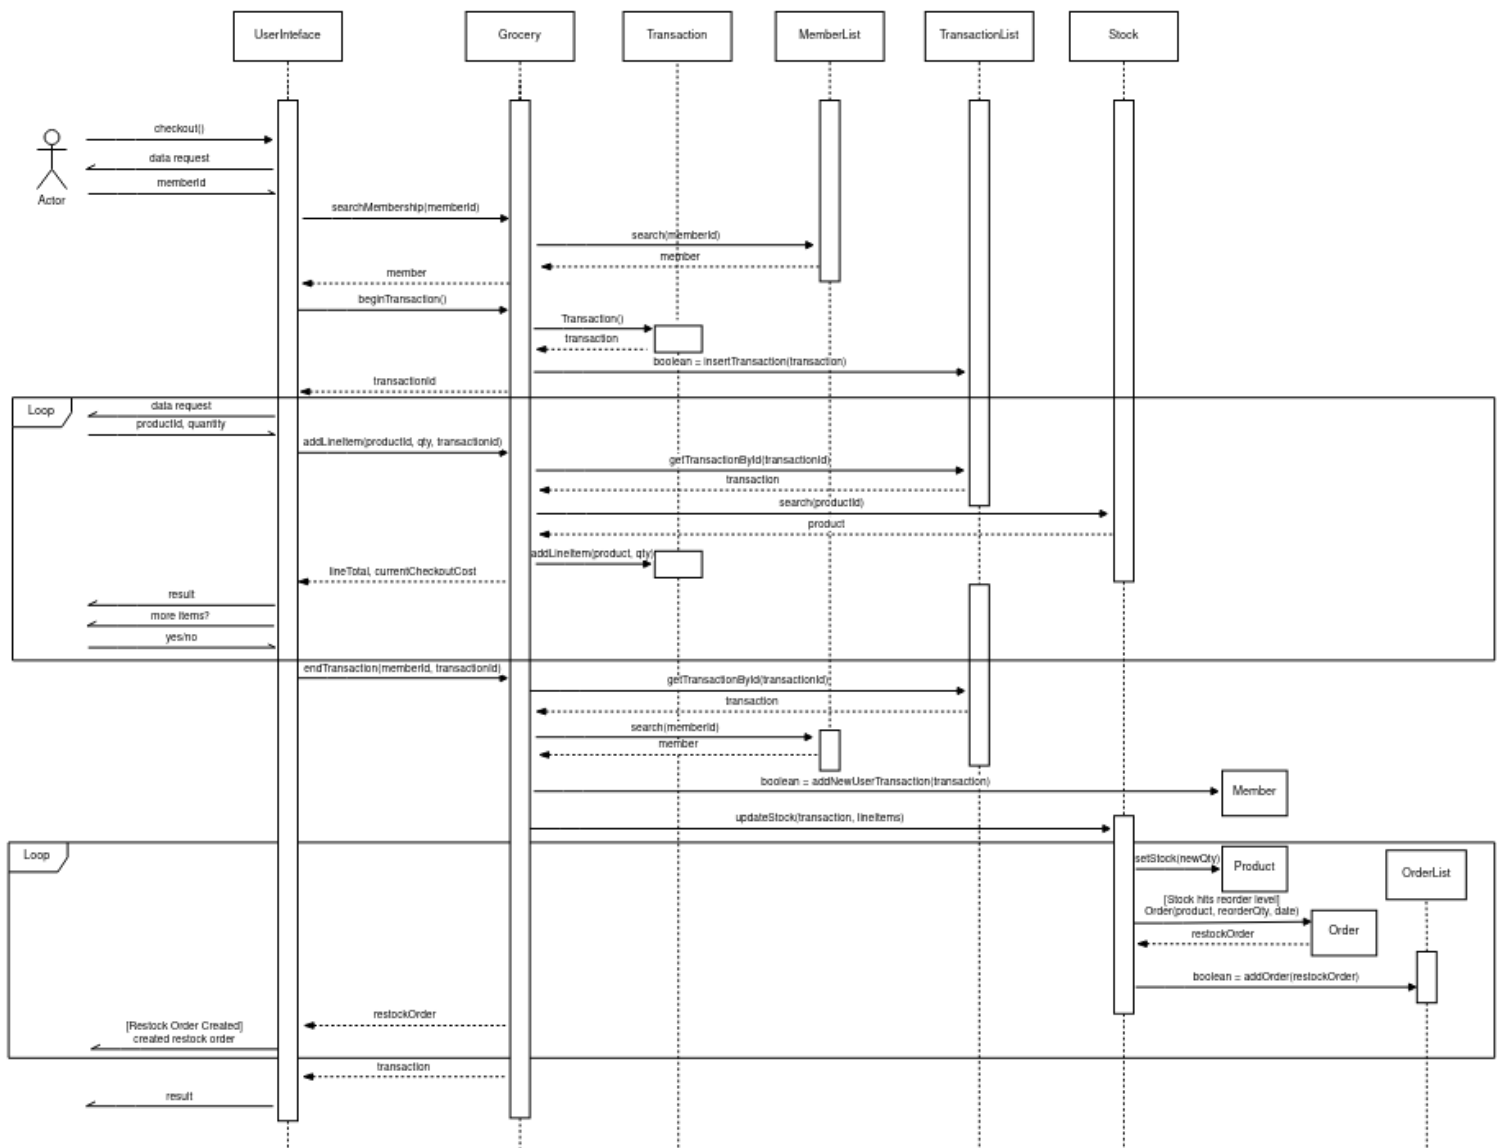 UserInteface
Grocery
Transaction
MemberList
TransactionList
Stock
checkout()
data request
memberId
Actor
searchMembership(memberId)
search(memberId)
member
member
beginTransaction()
Transaction()
transaction
boolean = insertTransaction(transaction)
transactionId
Loop
data request
productId, quantity
addLineItem(productId, qty, transactionId)
getTransactionById(transactionId)
transaction
search(productId)
product
addLineItem(product, qty)
lineTotal, currentCheckoutCost
result
more items?
yes/no
endTransaction(memberId, transactionId)
getTransactionById(transactionId)
transaction
search(memberId)
member
boolean = addNewUserTransaction(transaction)
Member
updateStock(transaction, lineItems)
Loop
setStock(newQty)
Product
OrderList
[Stock hits reorder level]
Order(product, reorderQty, date)
Order
restockOrder
boolean = addOrder(restockOrder)
restockOrder
[Restock Order Created]
created restock order
transaction
result